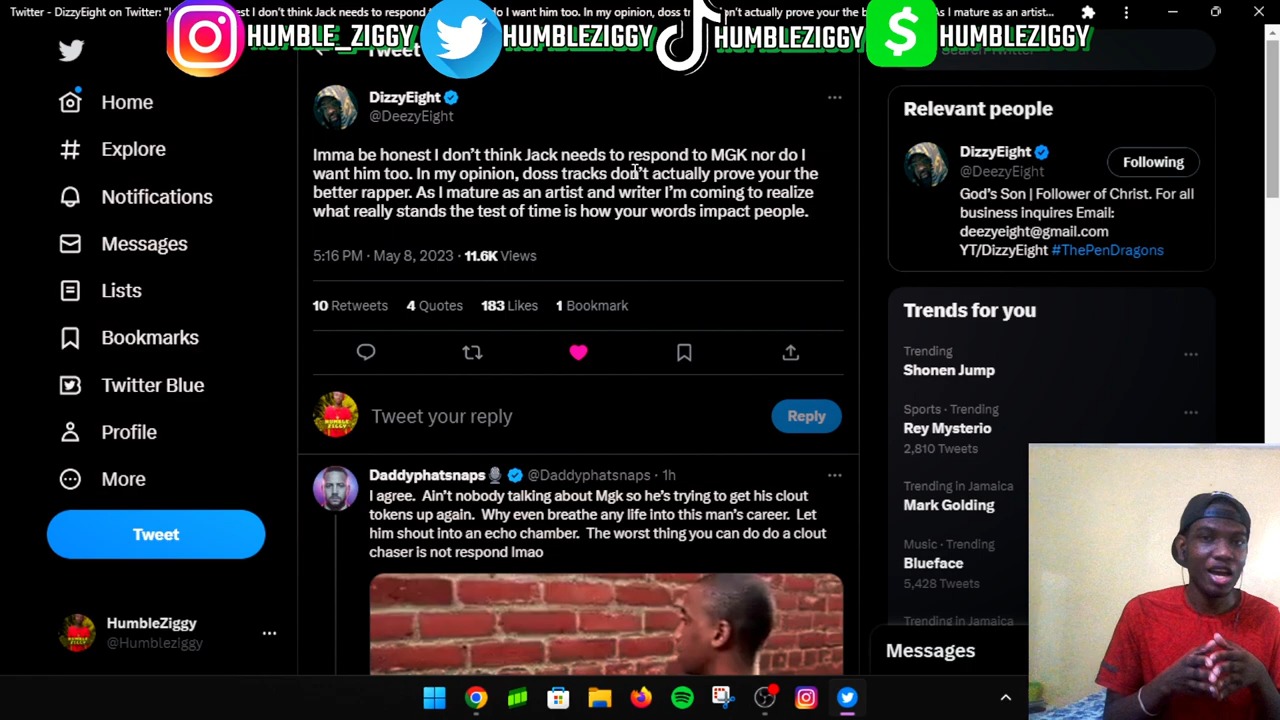 DizzyEight on Twitter: "I
nest I don't think Jack needs to respond
do I want him too. In my opinion, doss tra
n't actually prove your the b
As I mature as an artist...
HUMBLE_ZIGGY
HUMBLEZIGGY
HUMBLEZIGGY
$
HUMBLEZIGGY
Tweet
Search Twitter
Home
Explore
Notifications
Messages
Lists
Bookmarks
Twitter Blue
Profile
More
Tweet
HumbleZiggy
@Humbleziggy
DizzyEight
@DeezyEight
Imma be honest I don't think Jack needs to respond to MGK nor do I
want him too. In my opinion, doss tracks don't actually prove your the
better rapper. As I mature as an artist and writer I'm coming to realize
what really stands the test of time is how your words impact people.
5:16 PM · May 8, 2023 · 11.6K Views
10 Retweets 4 Quotes 183 Likes 1 Bookmark
Tweet your reply
Reply
Daddyphatsnaps @Daddyphatsnaps · 1h
I agree. Ain't nobody talking about Mgk so he's trying to get his clout
tokens up again. Why even breathe any life into this man's career. Let
him shout into an echo chamber. The worst thing you can do do a clout
chaser is not respond lmao
Relevant people
DizzyEight
@DeezyEight
Following
God's Son | Follower of Christ. For all
business inquires Email:
deezyeight@gmail.com
YT/DizzyEight #ThePenDragons
Trends for you
Trending
Shonen Jump
Sports · Trending
Rey Mysterio
2,810 Tweets
Trending in Jamaica
Mark Golding
Music · Trending
Blueface
5,428 Tweets
Trending in Jamaica
Messages